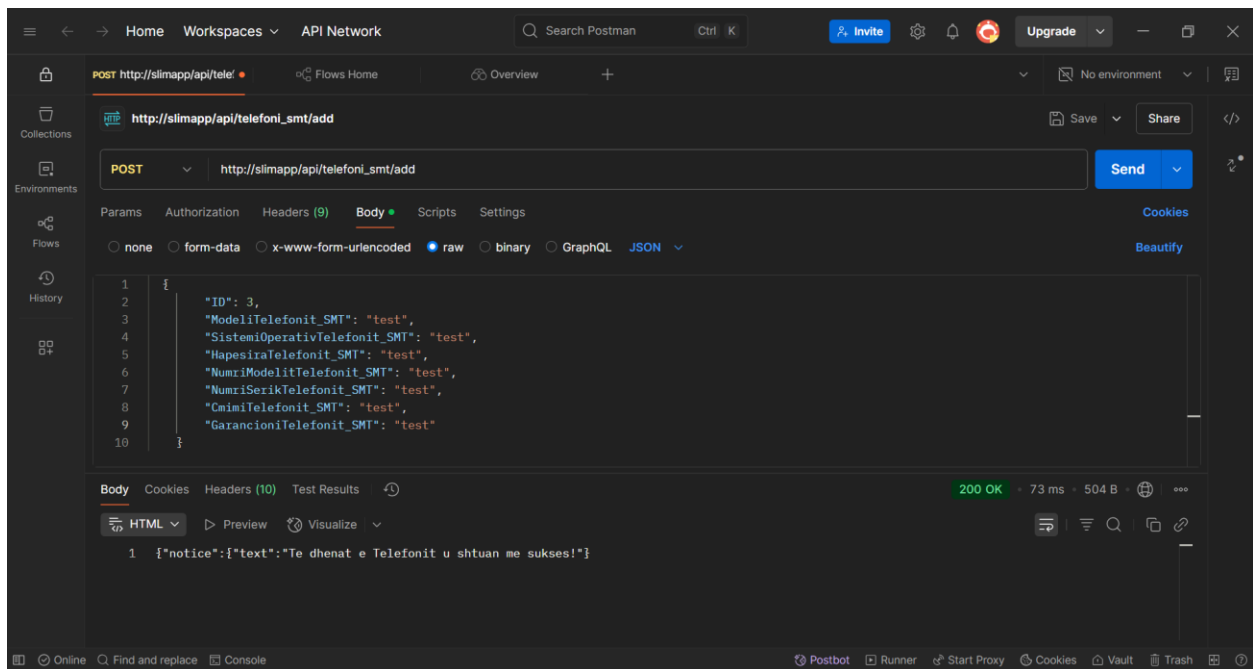 Home Workspaces API Network Search Postman Ctrl K Invite Upgrade
POST http://slimapp/api/tele Flows Home Overview No environment
HTTP http://slimapp/api/telefoni_smt/add Save Share
Collections
POST http://slimapp/api/telefoni_smt/add Send
Environments
Params Authorization Headers (9) Body Scripts Settings Cookies
Flows
none form-data x-www-form-urlencoded raw binary GraphQL JSON Beautify
History
1 {
2 "ID": 3,
3 "ModeliTelefonit_SMT": "test",
4 "SistemiOperativTelefonit_SMT": "test",
5 "HapesiraTelefonit_SMT": "test",
6 "NumriModelitTelefonit_SMT": "test",
7 "NumriSerikTelefonit_SMT": "test",
8 "CmimiTelefonit_SMT": "test",
9 "GarancioniTelefonit_SMT": "test"
10 }
Body Cookies Headers (10) Test Results 200 OK 73 ms 504 B
HTML Preview Visualize
1 {"notice":{"text":"Te dhenat e Telefonit u shtuan me sukses!"}
Online Find and replace Console Postbot Runner Start Proxy Cookies Vault Trash